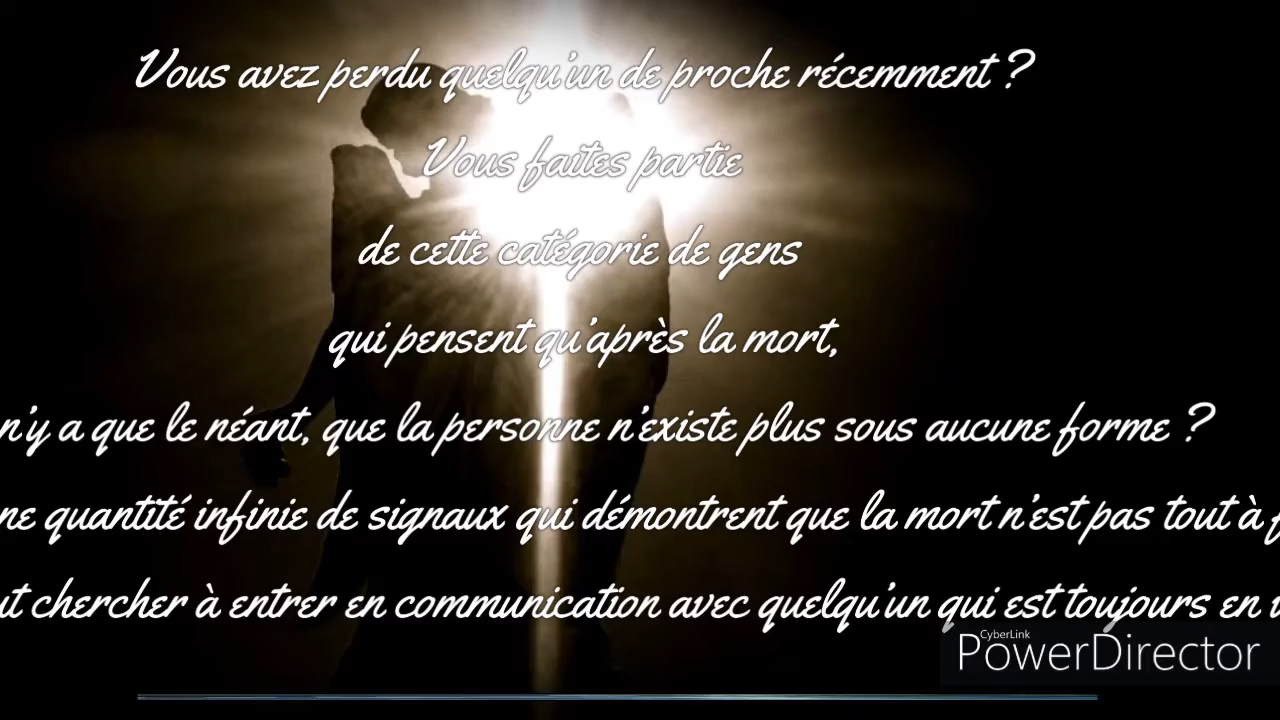 Vous avez perdu quelqu'un de proche récemment ?
Vous faites partie
de cette catégorie de gens
qui pensent qu'après la mort,
n'y a que le néant, que la personne n'existe plus sous aucune forme ?
ne quantité infinie de signaux qui démontrent que la mort n'est pas tout à f
ut chercher à entrer en communication avec quelqu'un qui est toujours en
CyberLink
PowerDirector